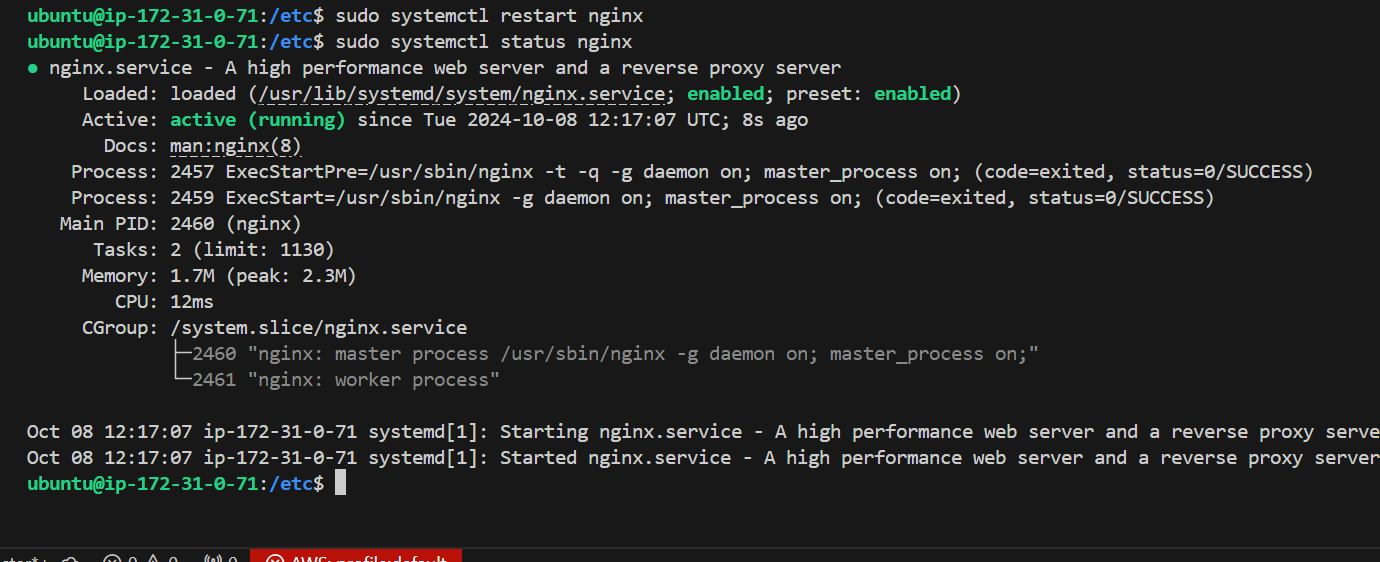 ubuntu@ip-172-31-0-71:/etc$ sudo systemctl restart nginx
ubuntu@ip-172-31-0-71:/etc$ sudo systemctl status nginx
● nginx.service - A high performance web server and a reverse proxy server
Loaded: loaded (/usr/lib/systemd/system/nginx.service; enabled; preset: enabled)
Active: active (running) since Tue 2024-10-08 12:17:07 UTC; 8s ago
Docs: man:nginx(8)
Process: 2457 ExecStartPre=/usr/sbin/nginx -t -q -g daemon on; master_process on; (code=exited, status=0/SUCCESS)
Process: 2459 ExecStart=/usr/sbin/nginx -g daemon on; master_process on; (code=exited, status=0/SUCCESS)
Main PID: 2460 (nginx)
Tasks: 2 (limit: 1130)
Memory: 1.7M (peak: 2.3M)
CPU: 12ms
CGroup: /system.slice/nginx.service
├─2460 "nginx: master process /usr/sbin/nginx -g daemon on; master_process on;"
└─2461 "nginx: worker process"
Oct 08 12:17:07 ip-172-31-0-71 systemd[1]: Starting nginx.service - A high performance web server and a reverse proxy serve
Oct 08 12:17:07 ip-172-31-0-71 systemd[1]: Started nginx.service - A high performance web server and a reverse proxy server
ubuntu@ip-172-31-0-71:/etc$
AWS: profile:default